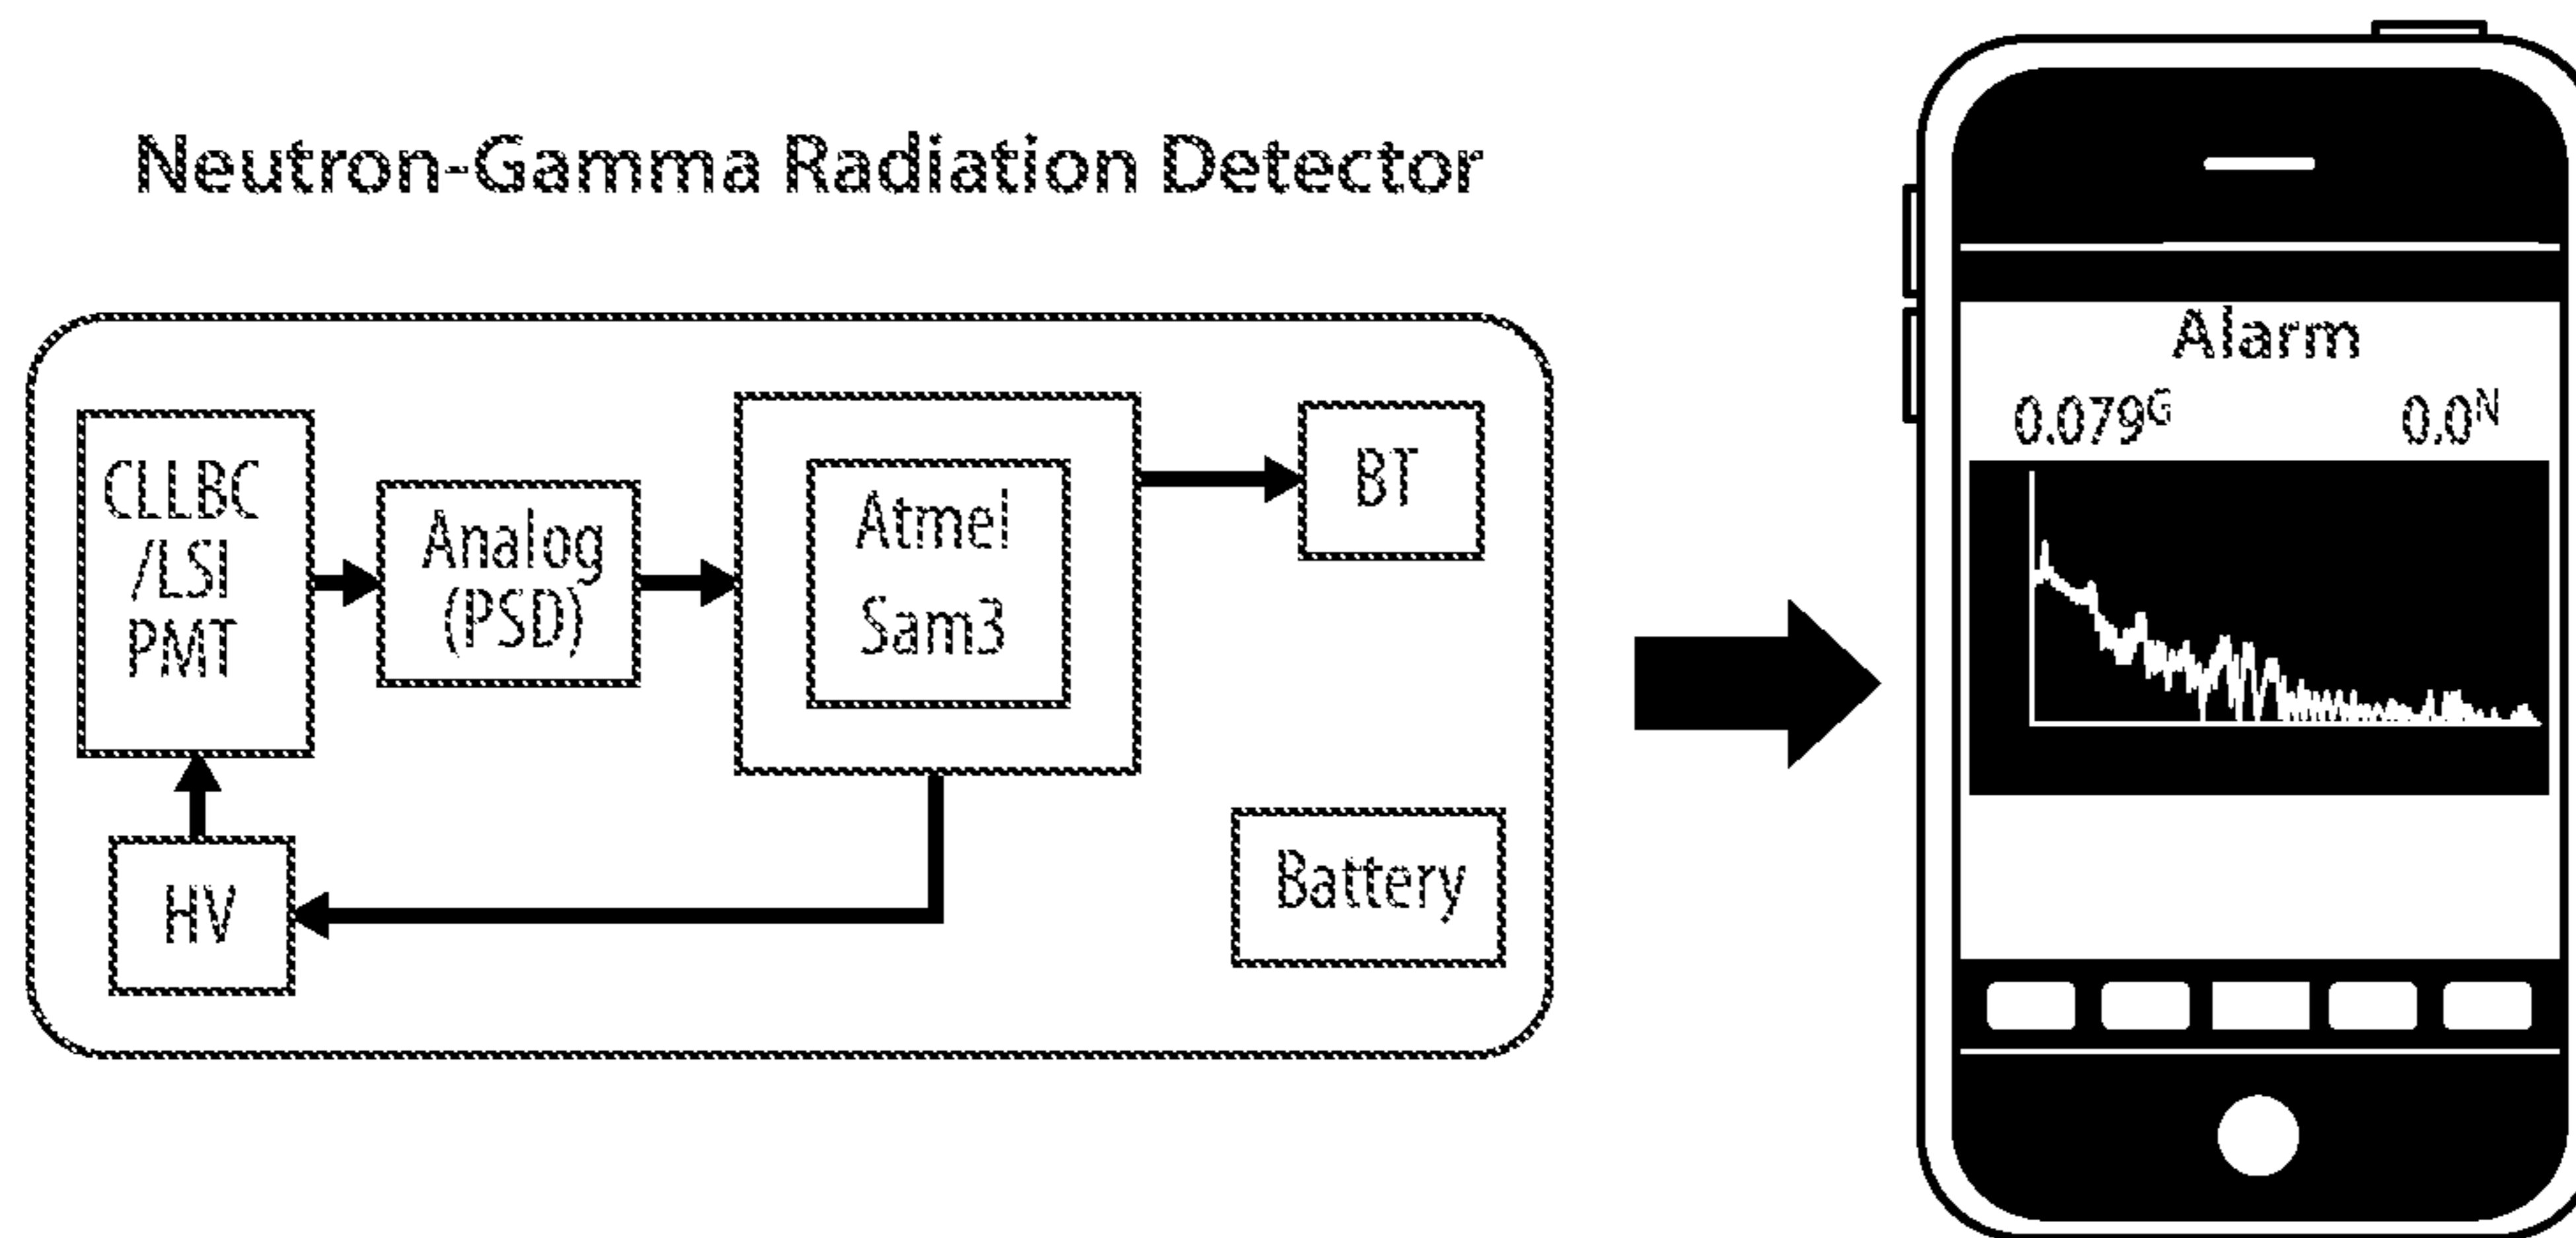 Neutron-Gamma Radiation Detector
CLLBC
/LSI
PMT
Analog
(PSD)
Atmel
Sam3
BT
HV
Battery
Alarm
0.079G
0.0N